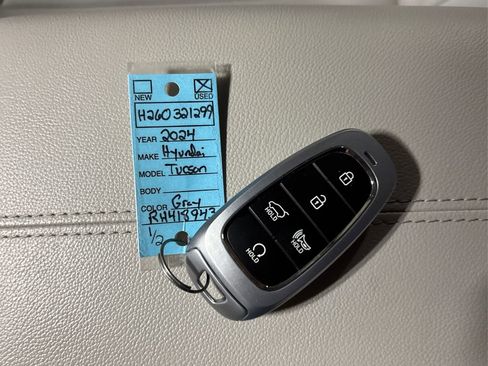 NEW USED
H260321299
YEAR 2024
MAKE Hyundai
MODEL Tucson
BODY
COLOR Gray
RH418943
1/2
HOLD
HOLD
HOLD